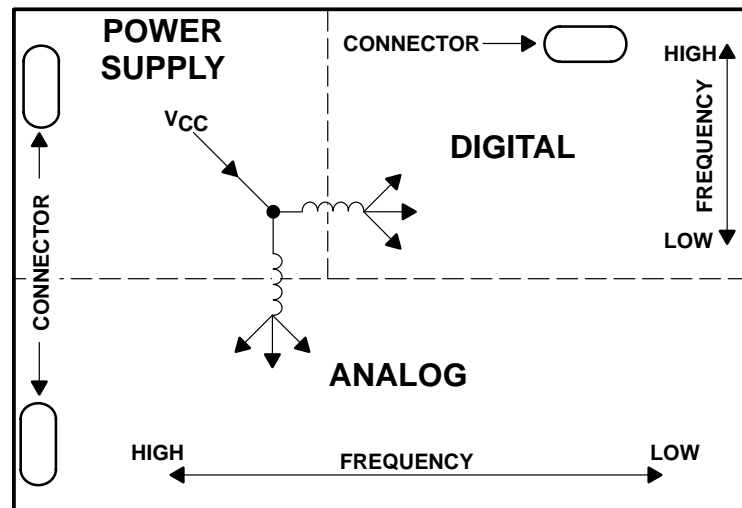 POWER
SUPPLY
CONNECTOR
HIGH
FREQUENCY
LOW
VCC
DIGITAL
CONNECTOR
ANALOG
HIGH
FREQUENCY
LOW